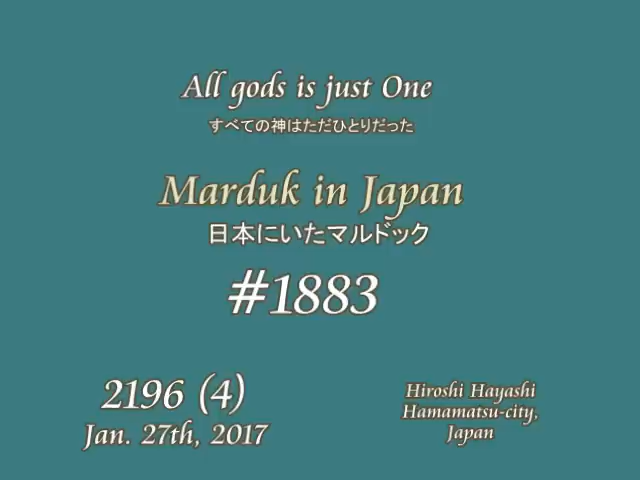 All gods is just One
すべての神はただひとりだった
Marduk in Japan
日本にいたマルドック
#1883
2196 (4)
Jan. 27th, 2017
Hiroshi Hayashi
Hamamatsu-city,
Japan